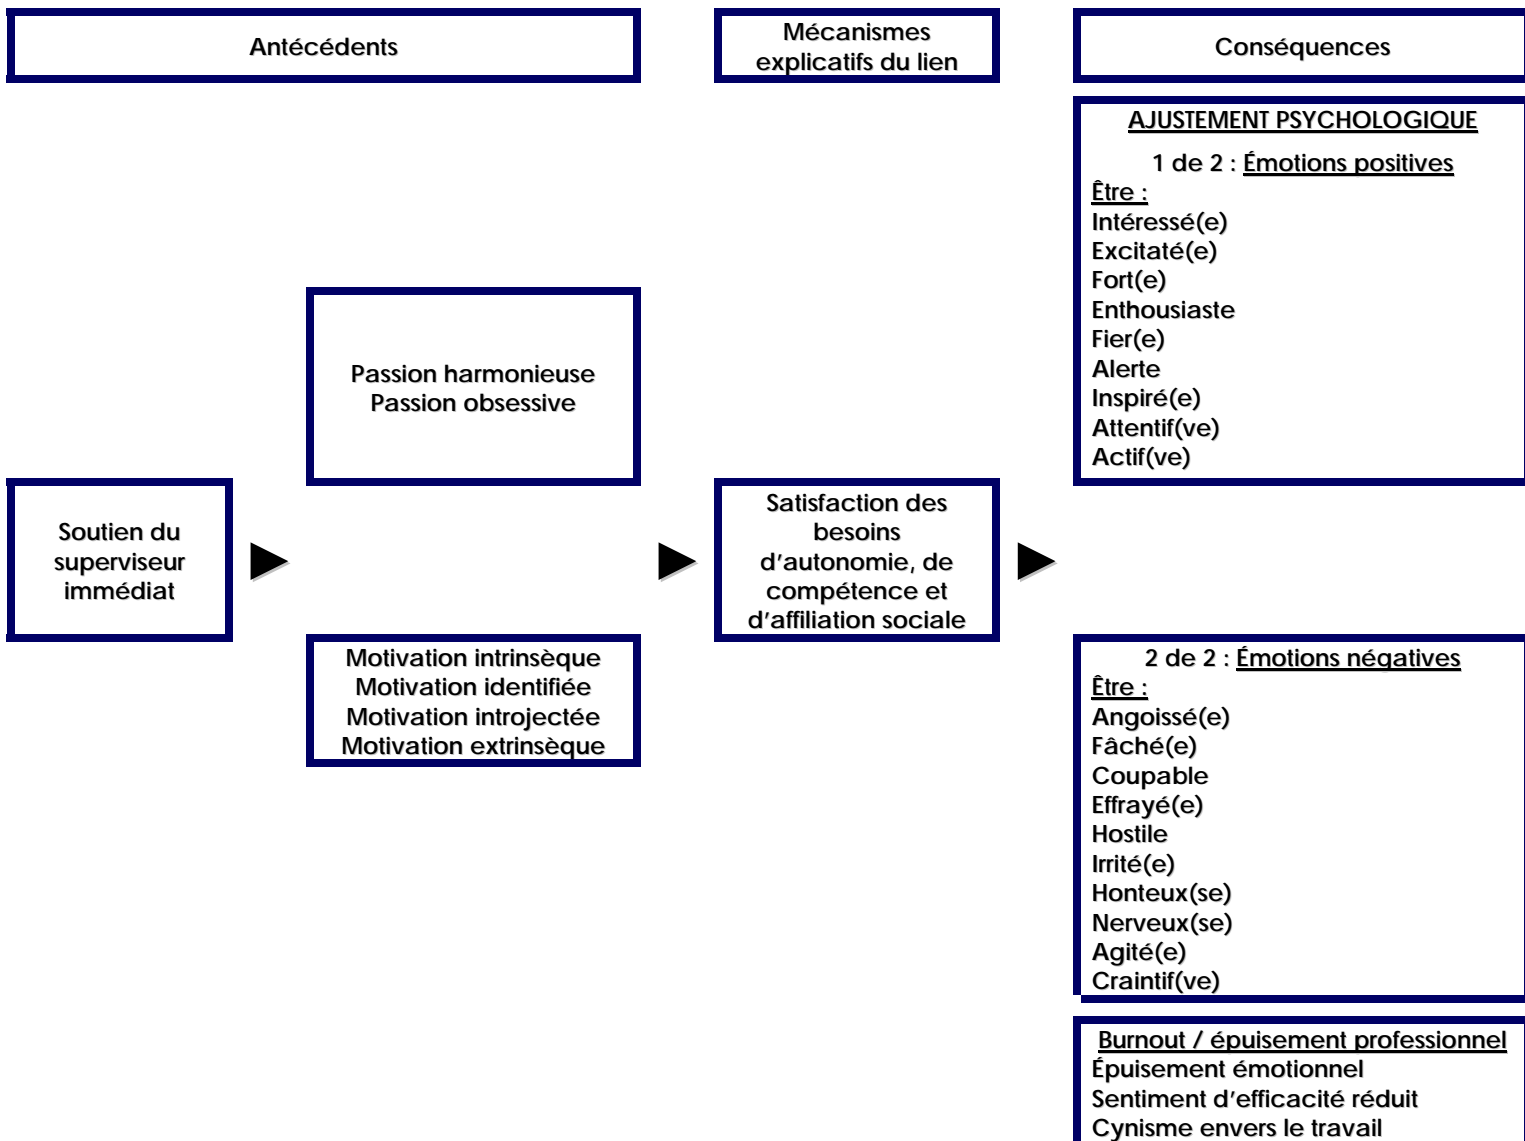 Antécédents
Mécanismes
explicatifs du lien
Conséquences
AJUSTEMENT PSYCHOLOGIQUE
1 de 2 : Émotions positives
Être :
Intéressé(e)
Excitaté(e)
Fort(e)
Enthousiaste
Fier(e)
Alerte
Inspiré(e)
Attentif(ve)
Actif(ve)
Passion harmonieuse
Passion obsessive
Soutien du
superviseur
immédiat
Satisfaction des
besoins
d'autonomie, de
compétence et
d'affiliation sociale
Motivation intrinsèque
Motivation identifiée
Motivation introjectée
Motivation extrinsèque
2 de 2 : Émotions négatives
Être :
Angoissé(e)
Fâché(e)
Coupable
Effrayé(e)
Hostile
Irrité(e)
Honteux(se)
Nerveux(se)
Agité(e)
Craintif(ve)
Burnout / épuisement professionnel
Épuisement émotionnel
Sentiment d'efficacité réduit
Cynisme envers le travail